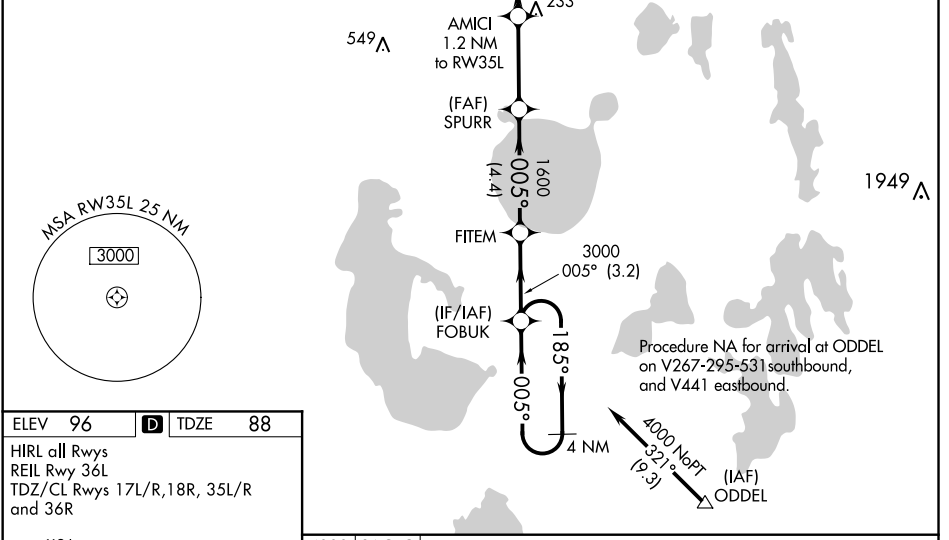 233
AMICI
1.2 NM
to RW35L
549
(FAF)
SPURR
1600
005°
(4.4)
1949
MSA RW35L 25 NM
3000
FITEM
3000
005° (3.2)
(IF/IAF)
FOBUK
185°
005°
4 NM
Procedure NA for arrival at ODDEL
on V267-295-531southbound,
and V441 eastbound.
4000 NoPT
321°
(9.3)
(IAF)
ODDEL
ELEV 96 D TDZE 88
HIRL all Rwys
REIL Rwy 36L
TDZ/CL Rwys 17L/R,18R, 35L/R
and 36R